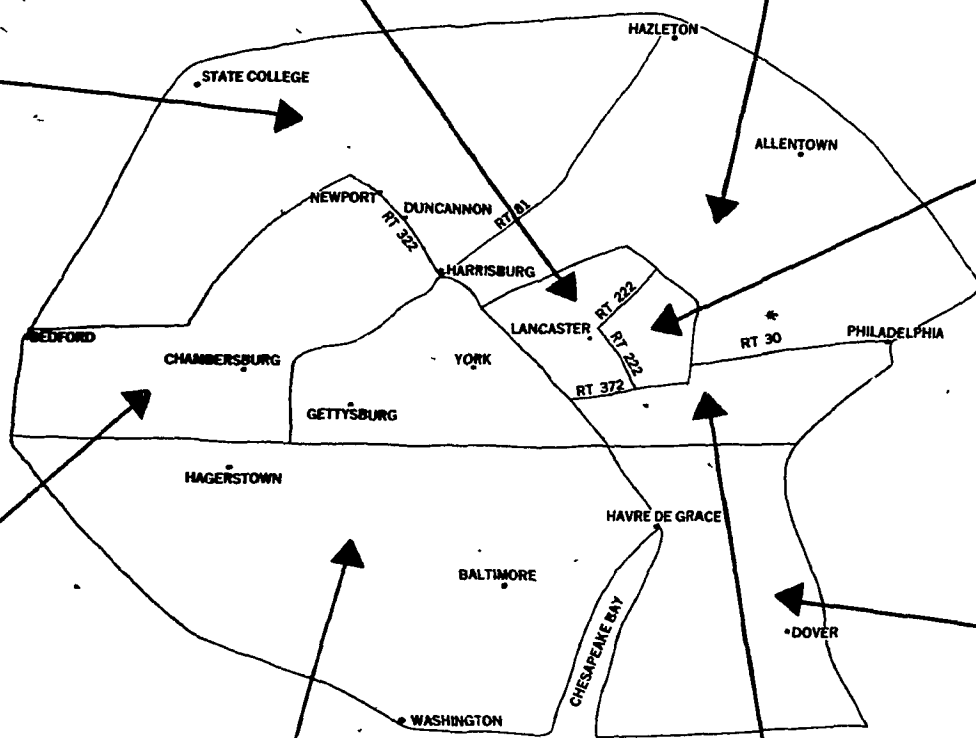 HAZLETON
STATE COLLEGE
ALLENTOWN
NEWPORT
DUNCANNON
RT 81
RT 322
HARRISBURG
RT 222
LANCASTER
*
PHILADELPHIA
BEDFORD
RT 30
RT 222
CHAMBERSBURG
YORK
RT 372
GETTYSBURG
HAGERSTOWN
HAVRE DE GRACE
BALTIMORE
CHESAPEAKE BAY
DOVER
WASHINGTON